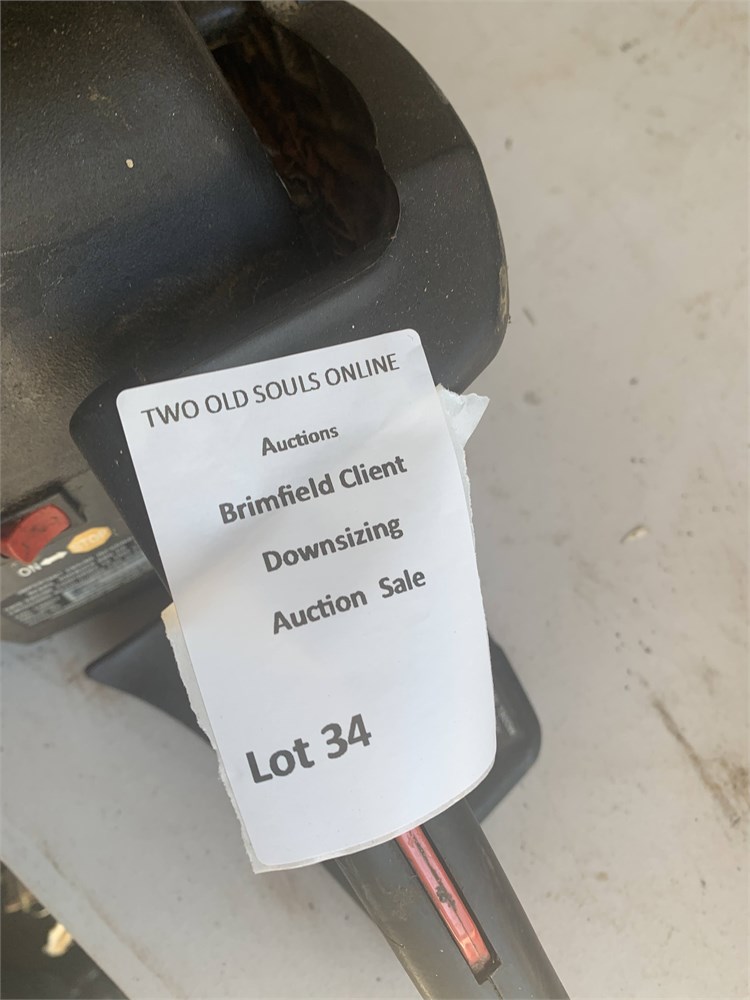 TWO OLD SOULS ONLINE
Auctions
Brimfield Client
Downsizing
Auction Sale
Lot 34
STOP
ON